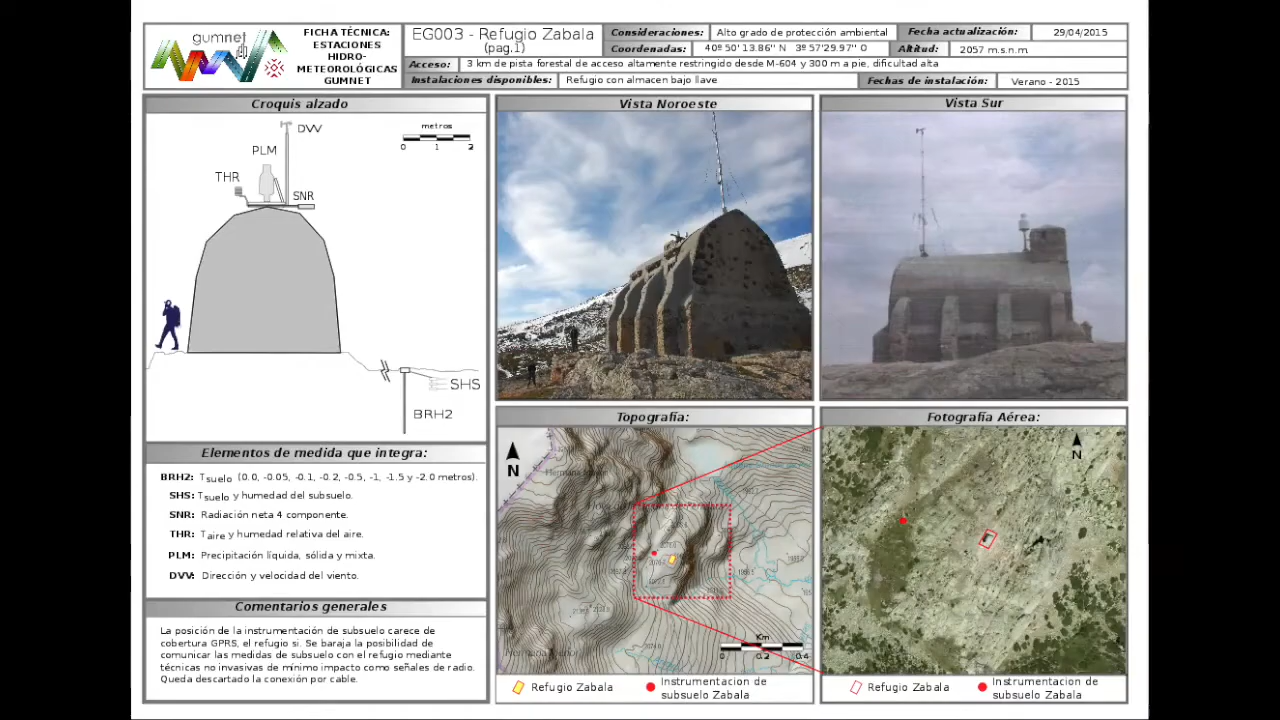 gumnet
FICHA TÉCNICA:
ESTACIONES
HIDRO-
METEOROLÓGICAS
GUMNET
EG003 - Refugio Zabala
(pag.1)
Consideraciones: Alto grado de protección ambiental
Fecha actualización: 29/04/2015
Coordenadas: 40º 50' 13.86'' N 3º 57'29.97'' O
Altitud: 2057 m.s.n.m.
Acceso: 3 km de pista forestal de acceso altamente restringido desde M-604 y 300 m a pie, dificultad alta
Instalaciones disponibles: Refugio con almacen bajo llave
Fechas de instalación: Verano - 2015
Croquis alzado
DVV
metros
0 1 2
PLM
THR
SNR
SHS
BRH2
Vista Noroeste
Vista Sur
Elementos de medida que integra:
BRH2: Tsuelo (0.0, -0.05, -0.1, -0.2, -0.5, -1, -1.5 y -2.0 metros).
SHS: Tsuelo y humedad del subsuelo.
SNR: Radiación neta 4 componente.
THR: Taire y humedad relativa del aire.
PLM: Precipitación líquida, sólida y mixta.
DVV: Dirección y velocidad del viento.
Comentarios generales
La posición de la instrumentación de subsuelo carece de
cobertura GPRS, el refugio si. Se baraja la posibilidad de
comunicar las medidas de subsuelo con el refugio mediante
técnicas no invasivas de mínimo impacto como señales de radio.
Queda descartado la conexión por cable.
Topografía:
N
Km
0 0.2 0.4
Refugio Zabala
Instrumentacion de
subsuelo Zabala
Fotografía Aérea:
N
Refugio Zabala
Instrumentacion de
subsuelo Zabala